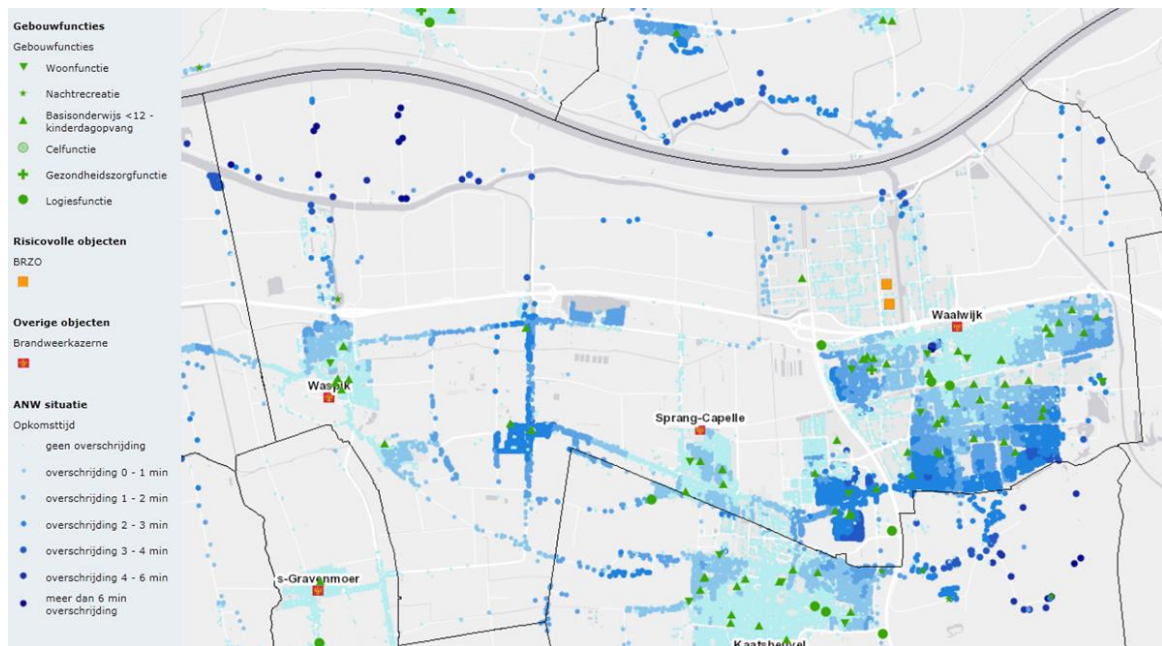 Gebouwfuncties
Gebouwfuncties
Woonfunctie
Nachtrecreatie
Basisonderwijs <12 -
kinderdagopvang
Celfunctie
Gezondheidszorgfunctie
Logiesfunctie
Risicovolle objecten
BRZO
Overige objecten
Brandweerkazerne
ANW situatie
Opkomsttijd
geen overschrijding
overschrijding 0 - 1 min
overschrijding 1 - 2 min
overschrijding 2 - 3 min
overschrijding 3 - 4 min
overschrijding 4 - 6 min
meer dan 6 min
overschrijding
Waalwijk
Waspik
Sprang-Capelle
s-Gravenmoer
Kaatsheuvel